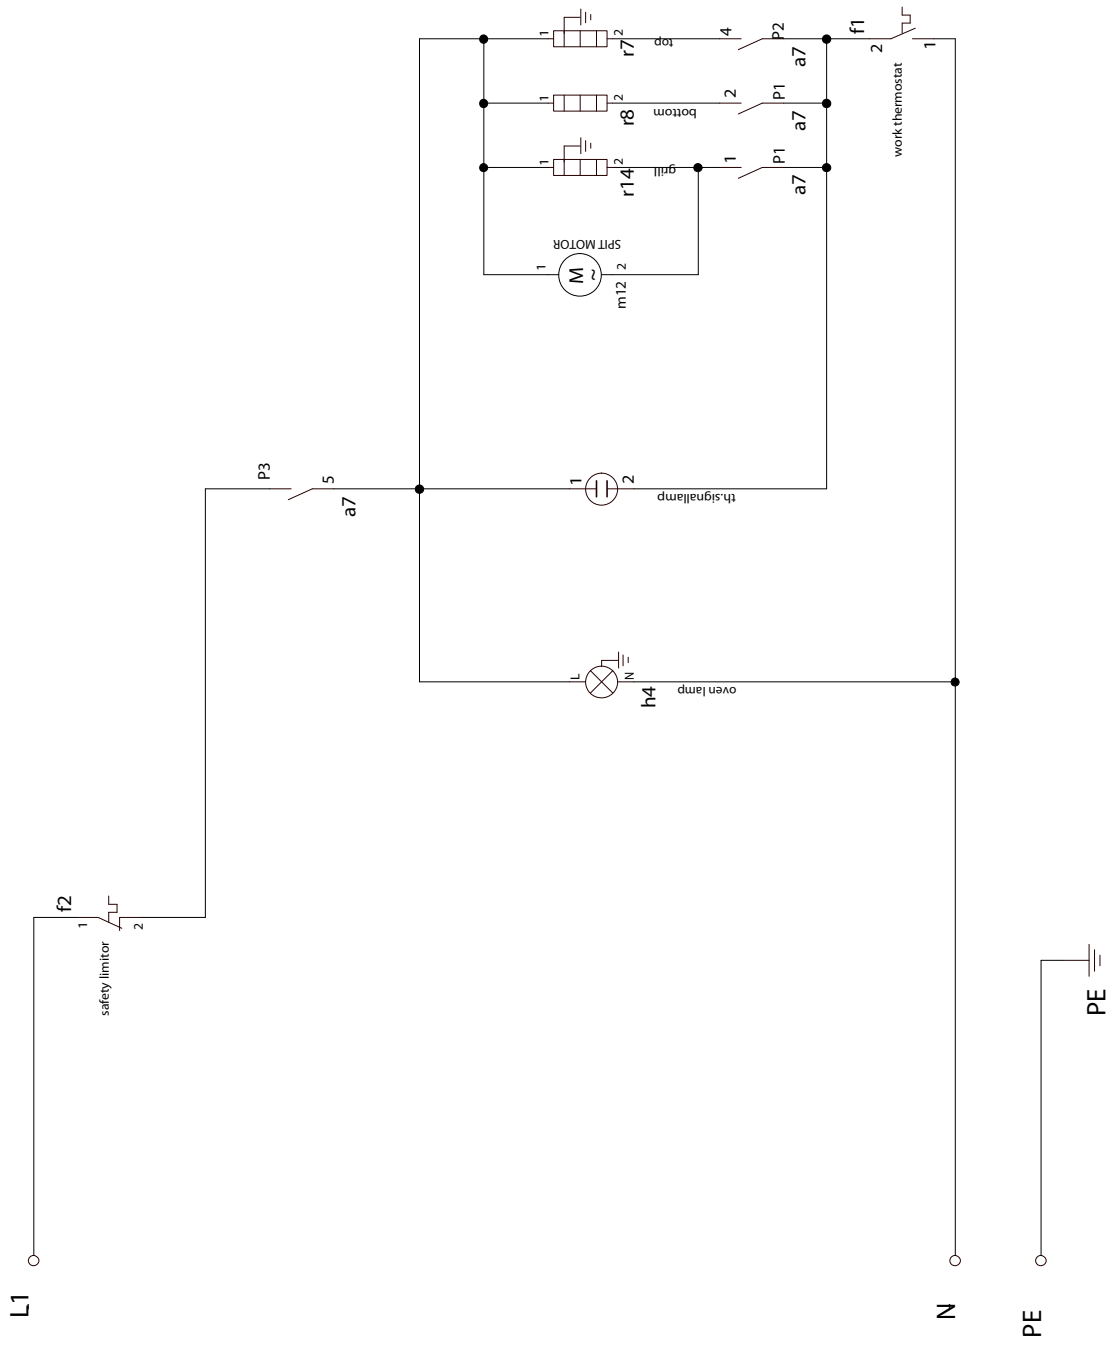 f1
1
2
r7
top
4
P2
a7
2
1
work thermostat
1
2
r8
bottom
2
P1
a7
1
2
r14
grill
1
P1
a7
SPIT MOTOR
1
M
~
2
m12
P3
5
a7
1
2
th.signallamp
L
N
h4
oven lamp
f2
1
2
safety limitor
PE
L1
N
PE